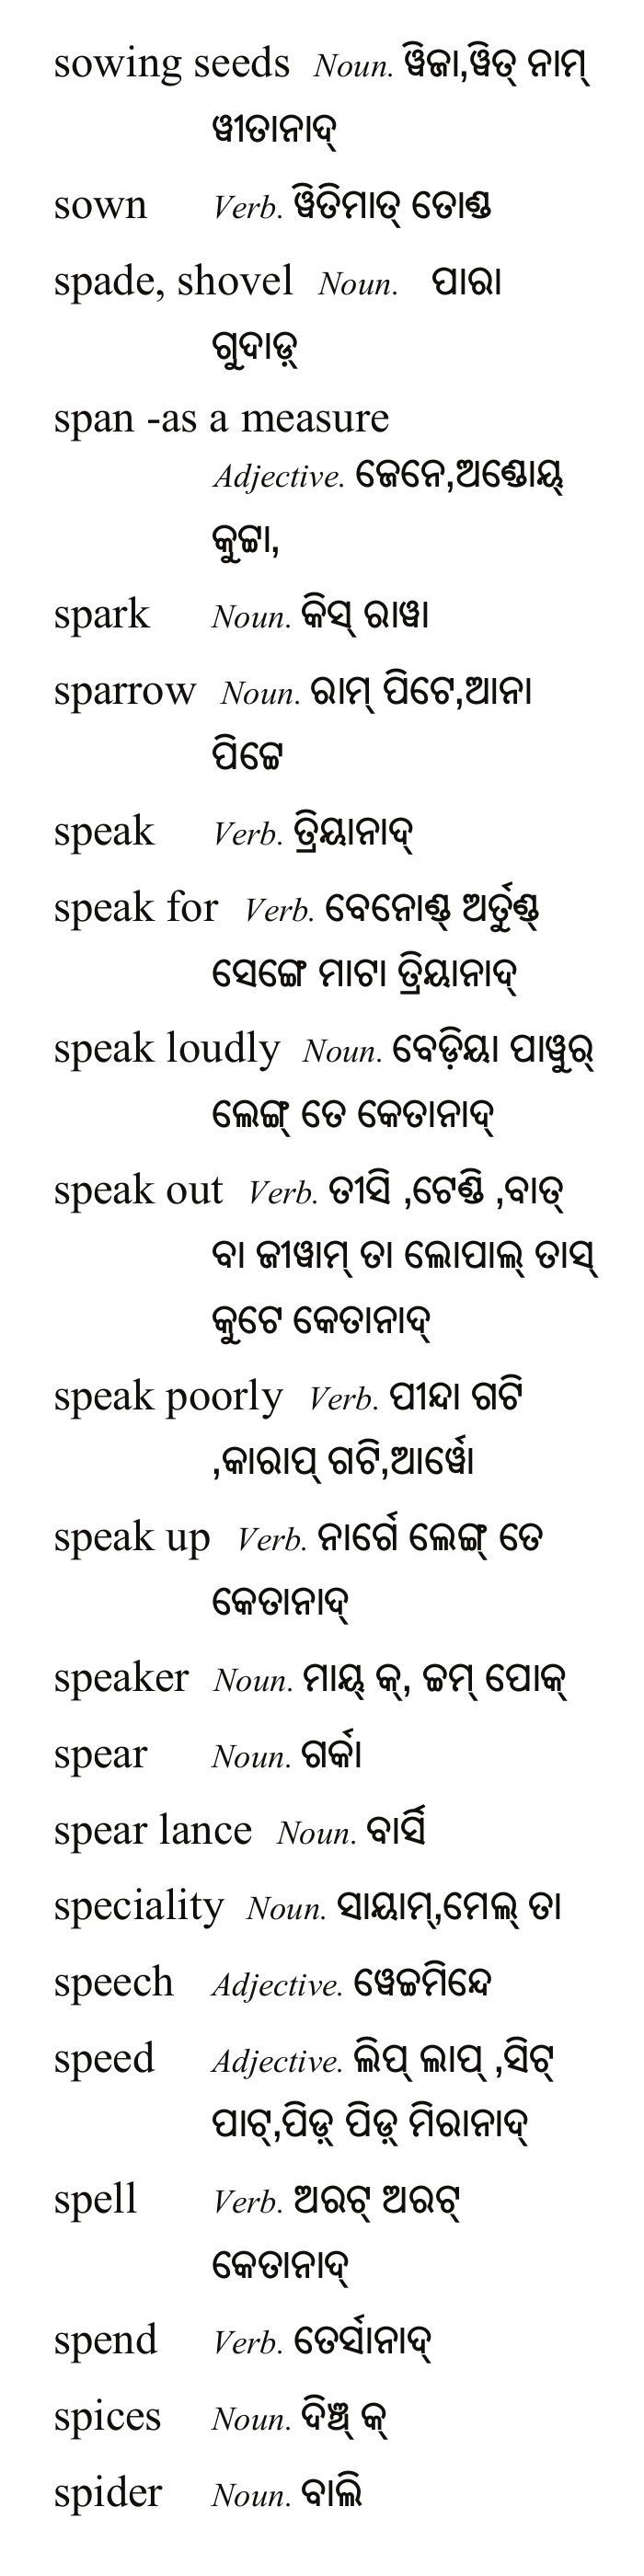 sowing seeds Noun. ୱିଜା,ୱିତ୍ ନାମ୍
ୱୀତାନାଦ୍
sown Verb. ୱିତିମାତ୍ ତୋଣ୍ଡ
spade, shovel Noun. ପାରା
ଗୁଦାଡ଼୍
span -as a measure
Adjective. ଜେନେ,ଅଣ୍ଡୋୟ୍
କୁଟ୍ଟା,
spark Noun. କିସ୍ ରାୱା
sparrow Noun. ରାମ୍ ପିଟେ,ଆନା
ପିଟ୍ଟେ
speak Verb. ତ୍ରିୟାନାଦ୍
speak for Verb. ବେନୋଣ୍ଡ୍ ଅର୍ତୁଣ୍ଡ୍
ସେଙ୍ଗେ ମାଟା ତ୍ରିୟାନାଦ୍
speak loudly Noun. ବେଡ଼ିୟା ପାୱୁର୍
ଲେଙ୍ଗ୍ ତେ କେତାନାଦ୍
speak out Verb. ତୀସି ,ଟେଣ୍ଡି ,ବାତ୍
ବା ଜୀୱାମ୍ ତା ଲୋପାଲ୍ ତାସ୍
କୁଟେ କେତାନାଦ୍
speak poorly Verb. ପୀନ୍ଦା ଗଟି
,କାରାପ୍ ଗଟି,ଆର୍ୱୋ
speak up Verb. ନାର୍ଗେ ଲେଙ୍ଗ୍ ତେ
କେତାନାଦ୍
speaker Noun. ମାୟ୍ କ୍, ଚ୍ଚମ୍ ପୋକ୍
spear Noun. ଗର୍କା
spear lance Noun. ବାର୍ସି
speciality Noun. ସାୟାମ୍,ମେଲ୍ ତା
speech Adjective. ୱେଚ୍ଚମିନ୍ଦେ
speed Adjective. ଲିପ୍ ଲାପ୍ ,ସିଟ୍
ପାଟ୍,ପିଡ଼୍ ପିଡ଼୍ ମିରାନାଦ୍
spell Verb. ଅରଟ୍ ଅରଟ୍
କେତାନାଦ୍
spend Verb. ତେର୍ସାନାଦ୍
spices Noun. ଦିଞ୍ଚ୍ କ୍
spider Noun. ବାଲି